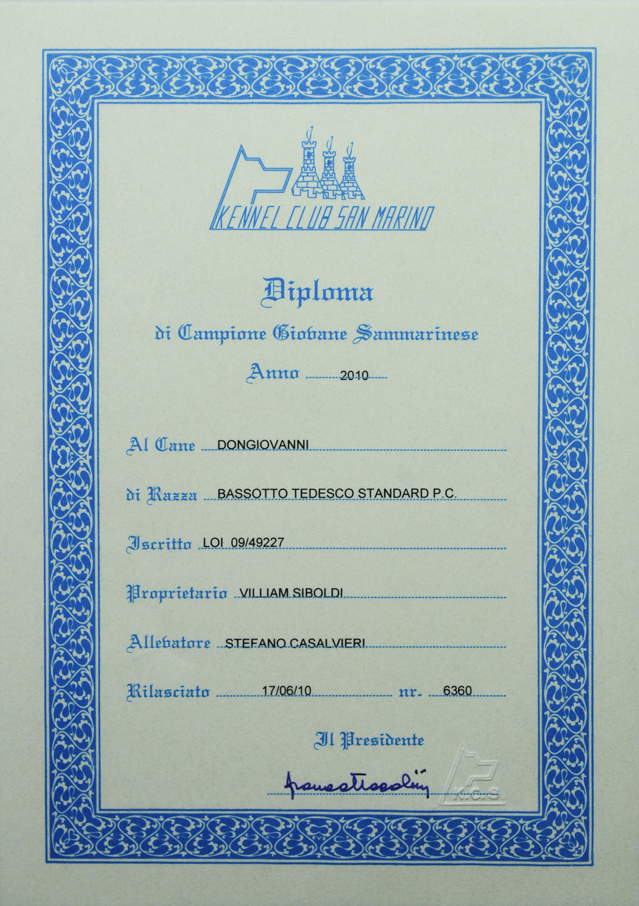 KENNEL CLUB SAN MARINO
Diploma
di Campione Giovane Sammarinese
Anno 2010
Al Cane DONGIOVANNI
di Razza BASSOTTO TEDESCO STANDARD P.C.
Iscritto LOI 09/49227
Proprietario VILLIAM SIBOLDI
Allevatore STEFANO CASALVIERI
Rilasciato 17/06/10 nr. 6360
Il Presidente